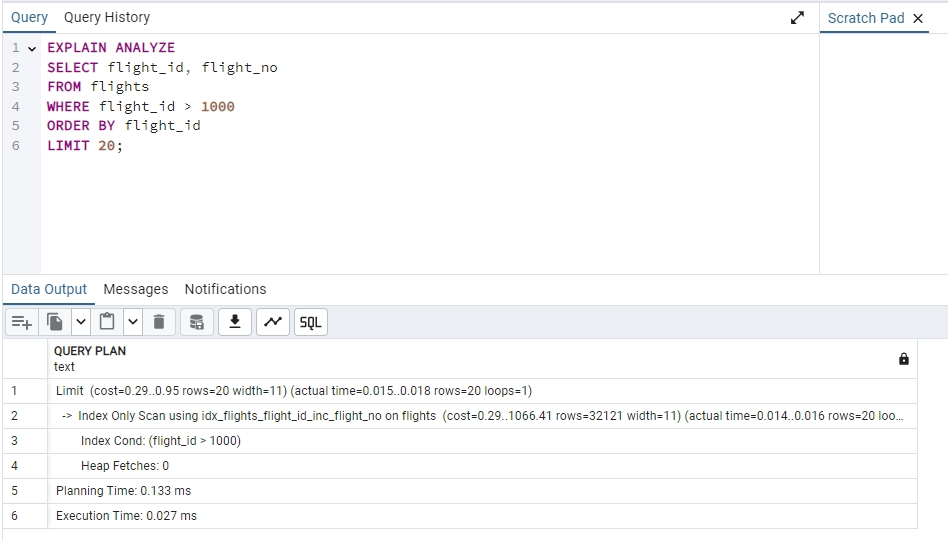 Query Query History Scratch Pad
1 EXPLAIN ANALYZE
2 SELECT flight_id, flight_no
3 FROM flights
4 WHERE flight_id > 1000
5 ORDER BY flight_id
6 LIMIT 20;
Data Output Messages Notifications
SQL
QUERY PLAN
text
1 Limit (cost=0.29..0.95 rows=20 width=11) (actual time=0.015..0.018 rows=20 loops=1)
2 -> Index Only Scan using idx_flights_flight_id_inc_flight_no on flights (cost=0.29..1066.41 rows=32121 width=11) (actual time=0.014..0.016 rows=20 loo...
3 Index Cond: (flight_id > 1000)
4 Heap Fetches: 0
5 Planning Time: 0.133 ms
6 Execution Time: 0.027 ms